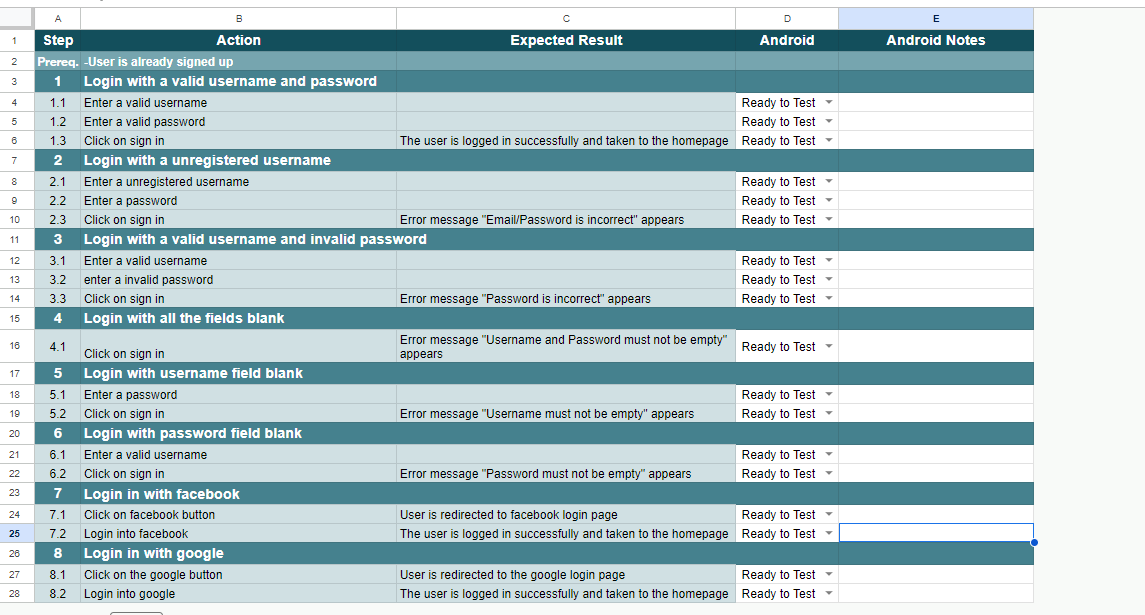 A B C D E
1 Step Action Expected Result Android Android Notes
2 Prereq. -User is already signed up
3 1 Login with a valid username and password
4 1.1 Enter a valid username Ready to Test
5 1.2 Enter a valid password Ready to Test
6 1.3 Click on sign in The user is logged in successfully and taken to the homepage Ready to Test
7 2 Login with a unregistered username
8 2.1 Enter a unregistered username Ready to Test
9 2.2 Enter a password Ready to Test
10 2.3 Click on sign in Error message "Email/Password is incorrect" appears Ready to Test
11 3 Login with a valid username and invalid password
12 3.1 Enter a valid username Ready to Test
13 3.2 enter a invalid password Ready to Test
14 3.3 Click on sign in Error message "Password is incorrect" appears Ready to Test
15 4 Login with all the fields blank
16 4.1 Click on sign in Error message "Username and Password must not be empty" appears Ready to Test
17 5 Login with username field blank
18 5.1 Enter a password Ready to Test
19 5.2 Click on sign in Error message "Username must not be empty" appears Ready to Test
20 6 Login with password field blank
21 6.1 Enter a valid username Ready to Test
22 6.2 Click on sign in Error message "Password must not be empty" appears Ready to Test
23 7 Login in with facebook
24 7.1 Click on facebook button User is redirected to facebook login page Ready to Test
25 7.2 Login into facebook The user is logged in successfully and taken to the homepage Ready to Test
26 8 Login in with google
27 8.1 Click on the google button User is redirected to the google login page Ready to Test
28 8.2 Login into google The user is logged in successfully and taken to the homepage Ready to Test